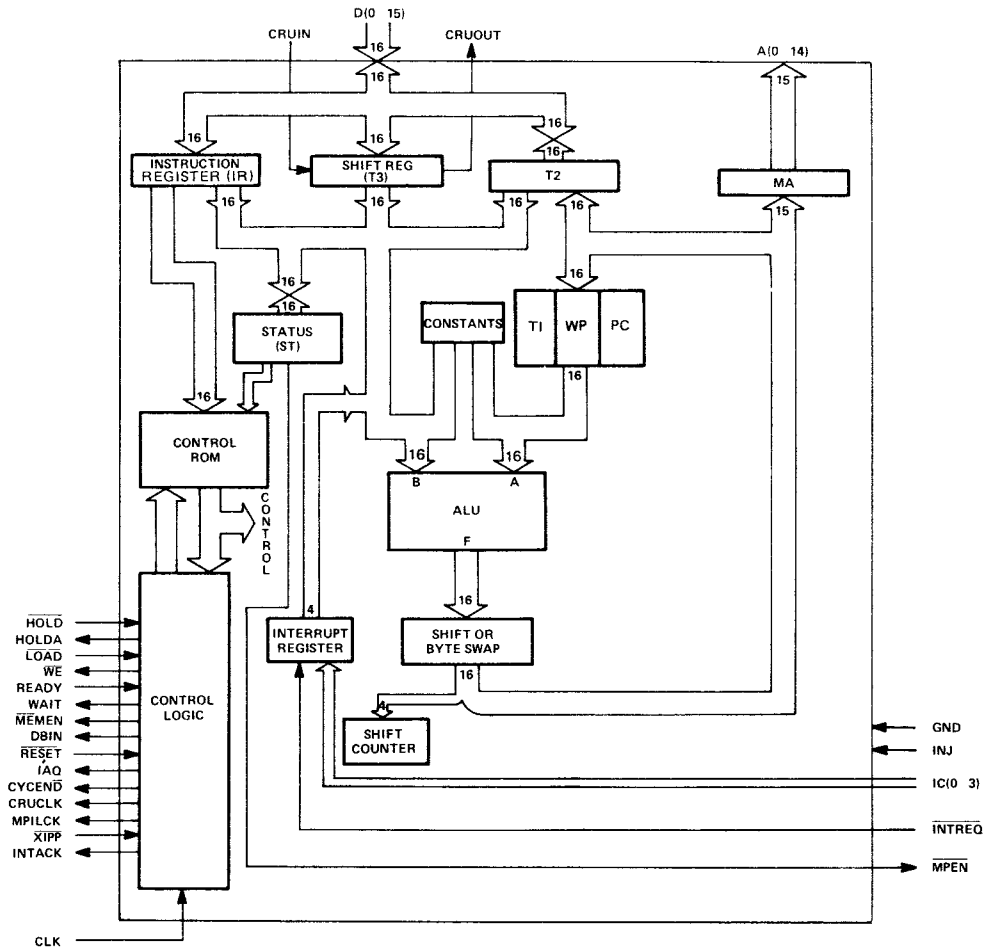 D(0 15)
CRUIN
CRUOUT
A(0 14)
16
16
15
16
16
16
16
INSTRUCTION
REGISTER (IR)
SHIFT REG
(T3)
T2
MA
16
16
16
16
15
16
16
16
STATUS
(ST)
CONSTANTS
T1
WP
PC
16
16
CONTROL
ROM
16
16
B
A
ALU
F
CONTROL
16
4
HOLD
HOLDA
LOAD
WE
READY
WAIT
MEMEN
DBIN
RESET
IAQ
CYCEND
CRUCLK
MPILCK
XIPP
INTACK
CONTROL
LOGIC
INTERRUPT
REGISTER
SHIFT OR
BYTE SWAP
16
4
SHIFT
COUNTER
GND
INJ
IC(0 3)
INTREQ
MPEN
CLK